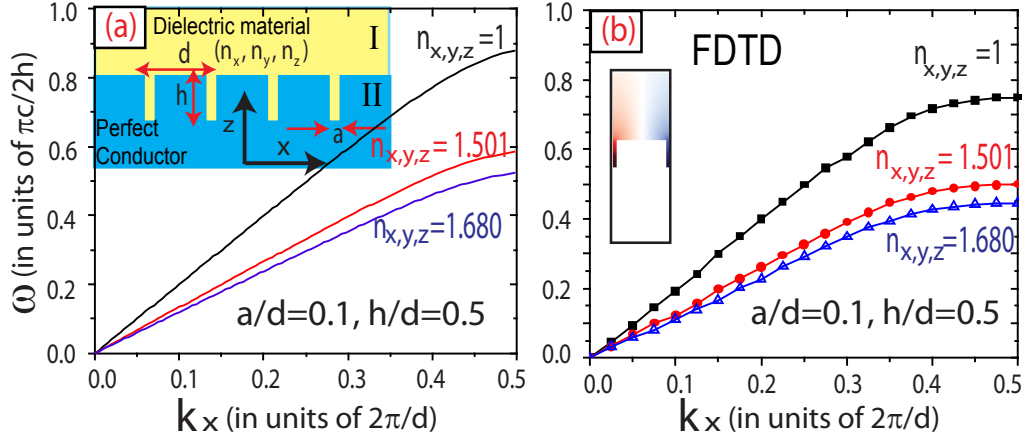 (a)
Dielectric material
I
(nx, ny, nz)
d
h
II
z
Perfect
Conductor
x
a
nx,y,z=1
nx,y,z=1.501
nx,y,z=1.680
a/d=0.1, h/d=0.5
1.0
0.8
0.6
0.4
0.2
0.0
ω (in units of πc/2h)
0.0 0.1 0.2 0.3 0.4 0.5
kx (in units of 2π/d)
(b)
FDTD
nx,y,z=1
nx,y,z=1.501
nx,y,z=1.680
a/d=0.1, h/d=0.5
1.0
0.8
0.6
0.4
0.2
0.0
0.0 0.1 0.2 0.3 0.4 0.5
kx (in units of 2π/d)